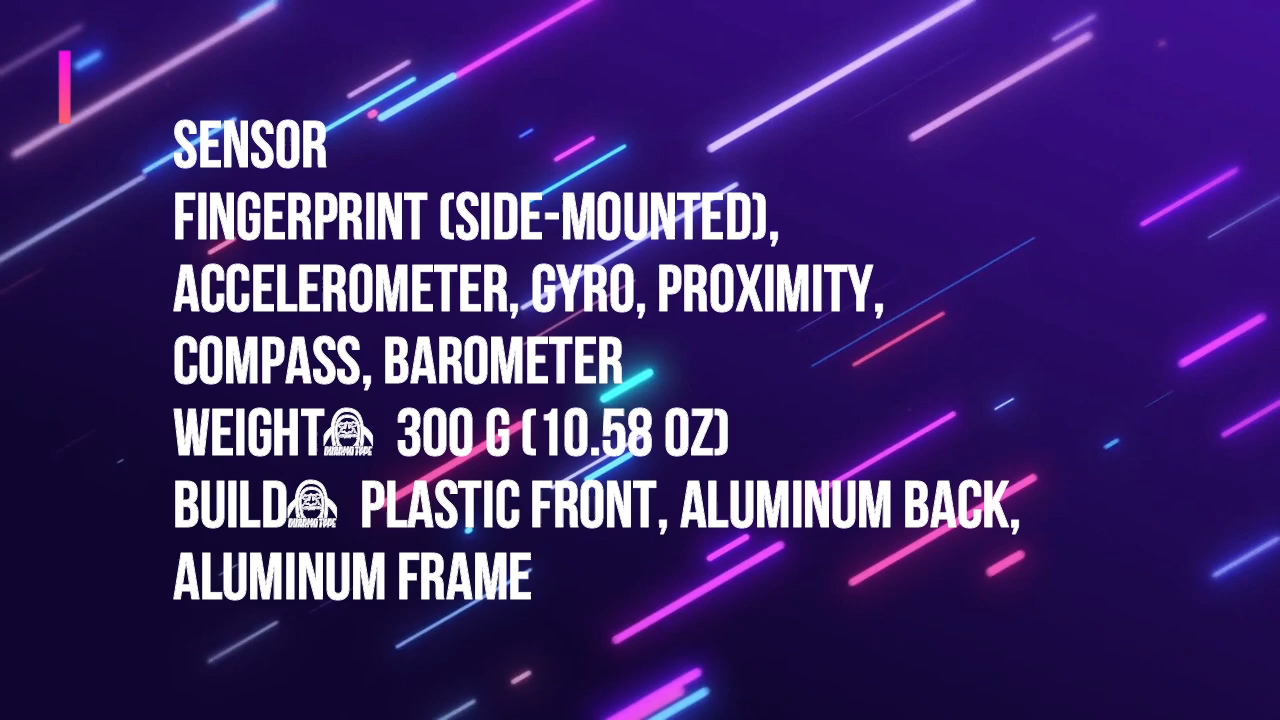 SENSOR
FINGERPRINT (SIDE-MOUNTED),
ACCELEROMETER, GYRO, PROXIMITY,
COMPASS, BAROMETER
WEIGHT 300 G (10.58 OZ)
BUILD PLASTIC FRONT, ALUMINUM BACK,
ALUMINUM FRAME